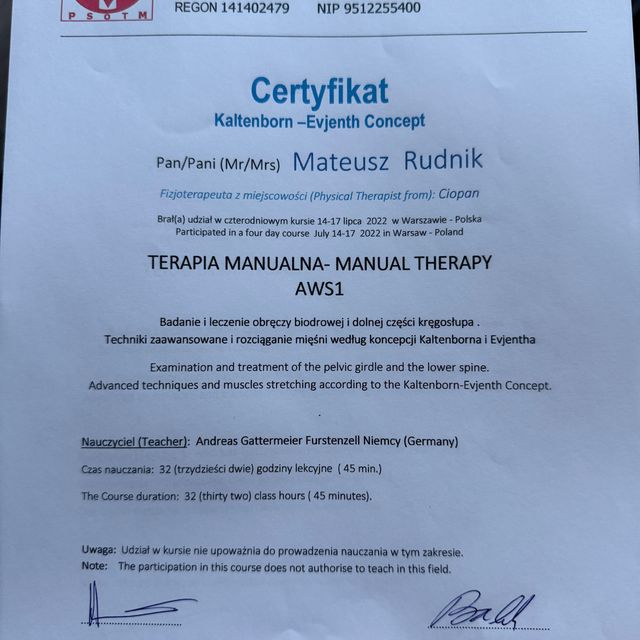 PSOTM
REGON 141402479 NIP 9512255400
Certyfikat
Kaltenborn –Evjenth Concept
Pan/Pani (Mr/Mrs) Mateusz Rudnik
Fizjoterapeuta z miejscowości (Physical Therapist from): Ciopan
Brał(a) udział w czterodniowym kursie 14-17 lipca 2022 w Warszawie - Polska
Participated in a four day course July 14-17 2022 in Warsaw - Poland
TERAPIA MANUALNA- MANUAL THERAPY
AWS1
Badanie i leczenie obręczy biodrowej i dolnej części kręgosłupa .
Techniki zaawansowane i rozciąganie mięśni według koncepcji Kaltenborna i Evjentha
Examination and treatment of the pelvic girdle and the lower spine.
Advanced techniques and muscles stretching according to the Kaltenborn-Evjenth Concept.
.
Nauczyciel (Teacher): Andreas Gattermeier Furstenzell Niemcy (Germany)
Czas nauczania: 32 (trzydzieści dwie) godziny lekcyjne ( 45 min.)
The Course duration: 32 (thirty two) class hours ( 45 minutes).
Uwaga: Udział w kursie nie upoważnia do prowadzenia nauczania w tym zakresie.
Note: The participation in this course does not authorise to teach in this field.